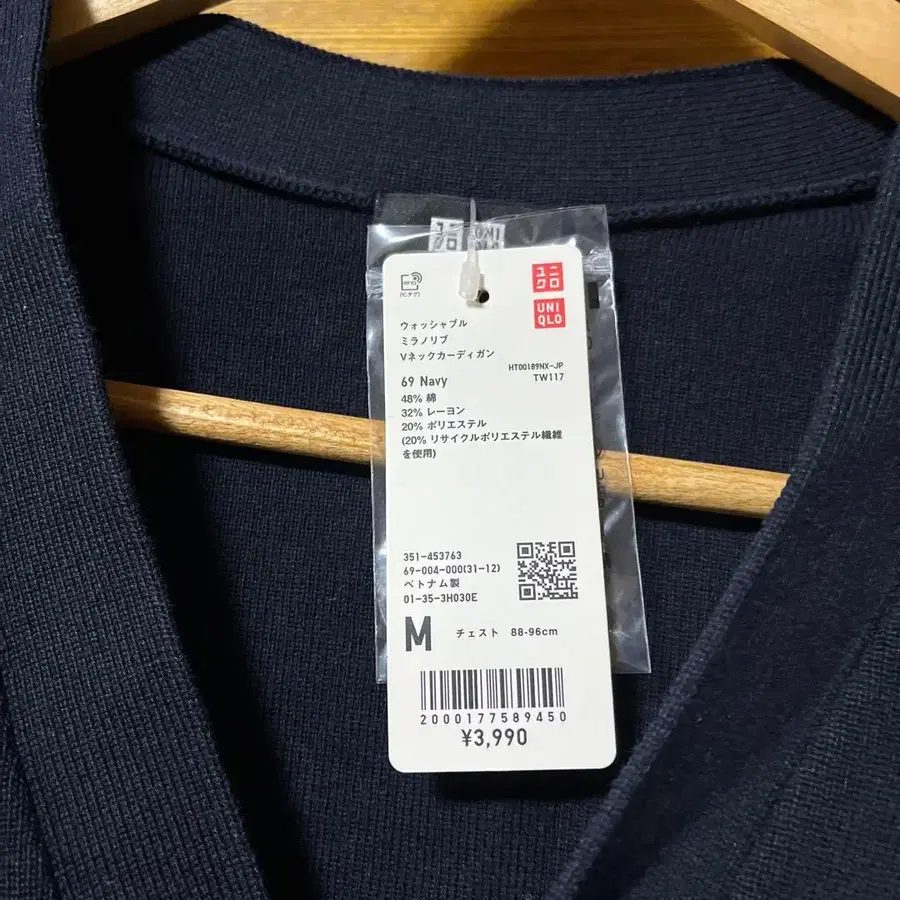 RFID
(ICタグ)
ユニ
クロ
UNI
QLO
ウォッシャブル
ミラノリブ
Vネックカーディガン
HT00189NX-JP
69 Navy
TW117
48% 綿
32% レーヨン
20% ポリエステル
(20% リサイクルポリエステル繊維
を使用)
351-453763
69-004-000(31-12)
ベトナム製
01-35-3H030E
M チェスト 88-96cm
2000177589450
¥3,990